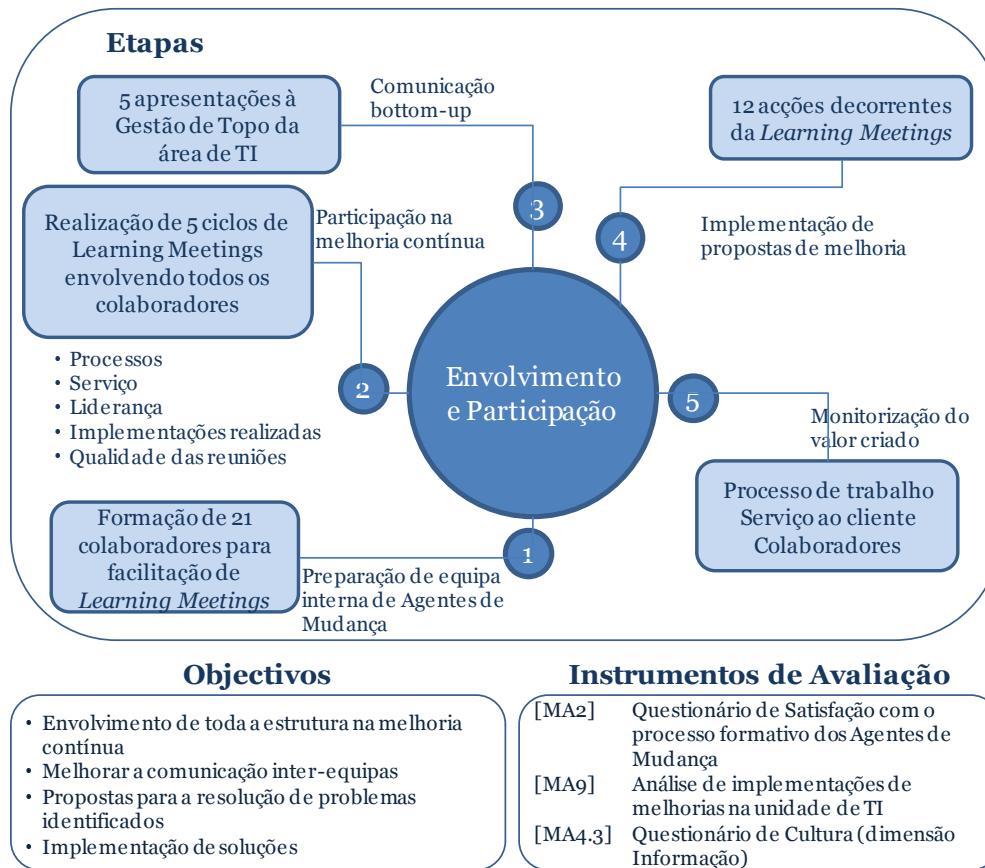 Etapas
5 apresentações à
Gestão de Topo da
área de TI
Comunicação
bottom-up
3
12 acções decorrentes
da Learning Meetings
4
Implementação de
propostas de melhoria
Realização de 5 ciclos de
Learning Meetings
envolvendo todos os
colaboradores
Participação na
melhoria contínua
2
• Processos
• Serviço
• Liderança
• Implementações realizadas
• Qualidade das reuniões
Envolvimento
e Participação
5
Monitorização do
valor criado
Processo de trabalho
Serviço ao cliente
Colaboradores
Formação de 21
colaboradores para
facilitação de
Learning Meetings
1
Preparação de equipa
interna de Agentes de
Mudança
Objectivos
• Envolvimento de toda a estrutura na melhoria
contínua
• Melhorar a comunicação inter-equipas
• Propostas para a resolução de problemas
identificados
• Implementação de soluções
Instrumentos de Avaliação
[MA2] Questionário de Satisfação com o
processo formativo dos Agentes de
Mudança
[MA9] Análise de implementações de
melhorias na unidade de TI
[MA4.3] Questionário de Cultura (dimensão
Informação)